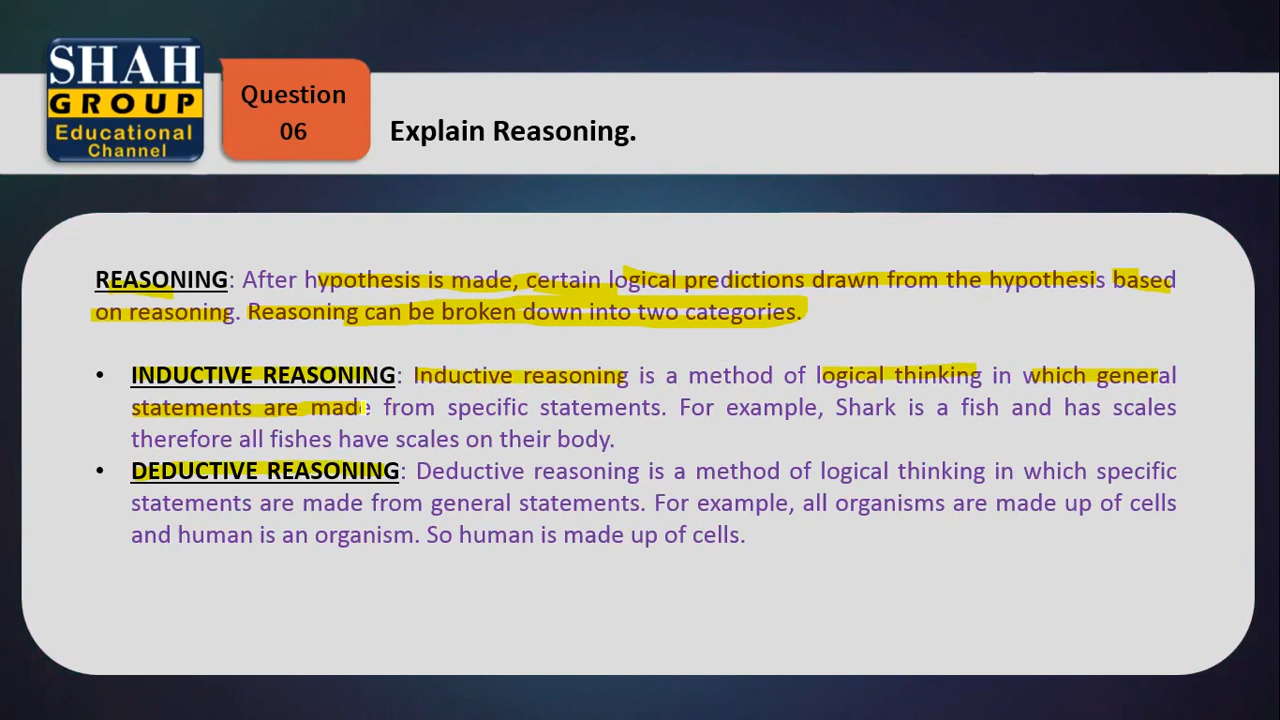 SHAH
GROUP
Educational
Channel
Question
06
Explain Reasoning.
REASONING: After hypothesis is made, certain logical predictions drawn from the hypothesis based
on reasoning. Reasoning can be broken down into two categories.
• INDUCTIVE REASONING: Inductive reasoning is a method of logical thinking in which general
statements are made from specific statements. For example, Shark is a fish and has scales
therefore all fishes have scales on their body.
• DEDUCTIVE REASONING: Deductive reasoning is a method of logical thinking in which specific
statements are made from general statements. For example, all organisms are made up of cells
and human is an organism. So human is made up of cells.